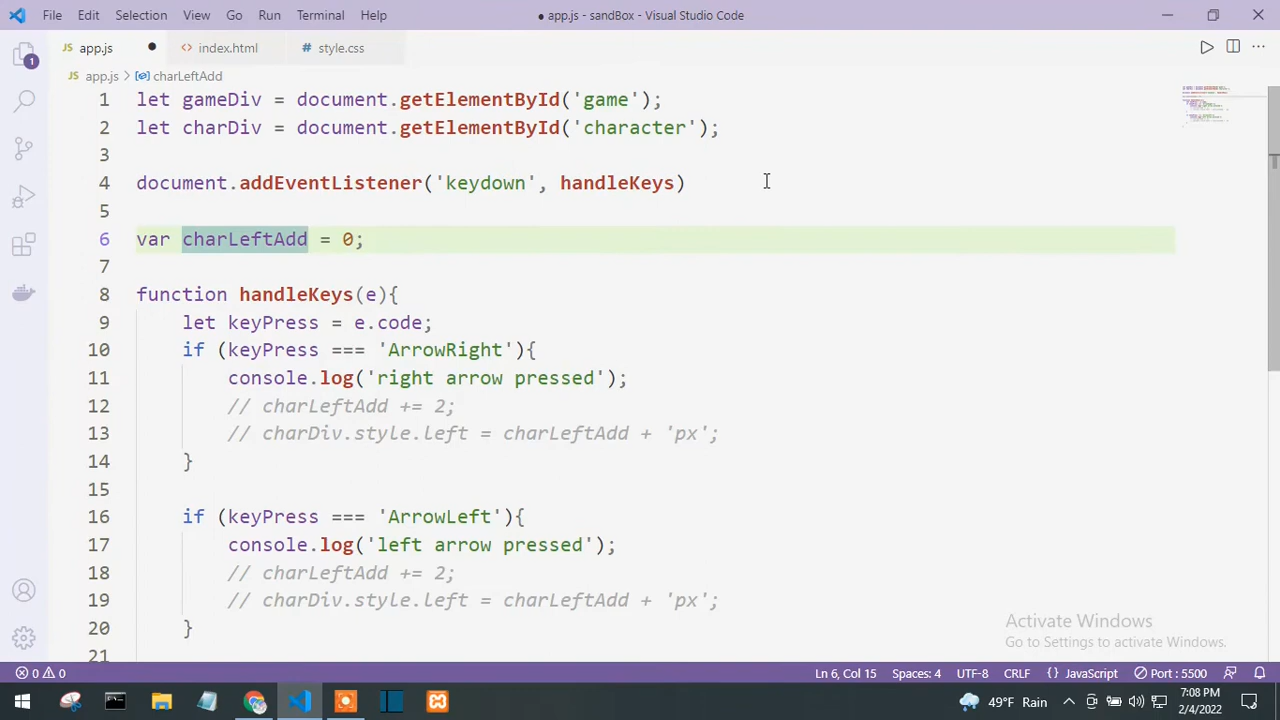 File Edit Selection View Go Run Terminal Help ● app.js - sandBox - Visual Studio Code
JS app.js ● <> index.html # style.css
JS app.js > charLeftAdd
1 let gameDiv = document.getElementById('game');
2 let charDiv = document.getElementById('character');
3
4 document.addEventListener('keydown', handleKeys)
5
6 var charLeftAdd = 0;
7
8 function handleKeys(e){
9 let keyPress = e.code;
10 if (keyPress === 'ArrowRight'){
11 console.log('right arrow pressed');
12 // charLeftAdd += 2;
13 // charDiv.style.left = charLeftAdd + 'px';
14 }
15
16 if (keyPress === 'ArrowLeft'){
17 console.log('left arrow pressed');
18 // charLeftAdd += 2;
19 // charDiv.style.left = charLeftAdd + 'px';
20 }
21
1
Activate Windows
Go to Settings to activate Windows.
0 0 Ln 6, Col 15 Spaces: 4 UTF-8 CRLF {} JavaScript Port : 5500
49°F Rain 7:08 PM
2/4/2022